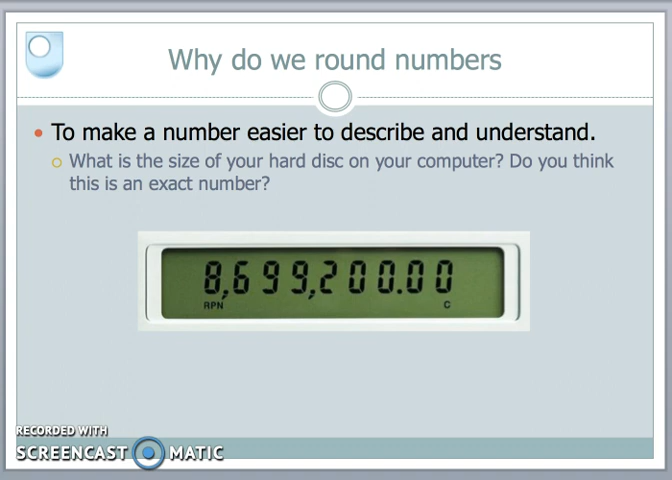 Why do we round numbers
To make a number easier to describe and understand.
What is the size of your hard disc on your computer? Do you think
this is an exact number?
8,699,200.00
RPN C
RECORDED WITH
SCREENCAST MATIC